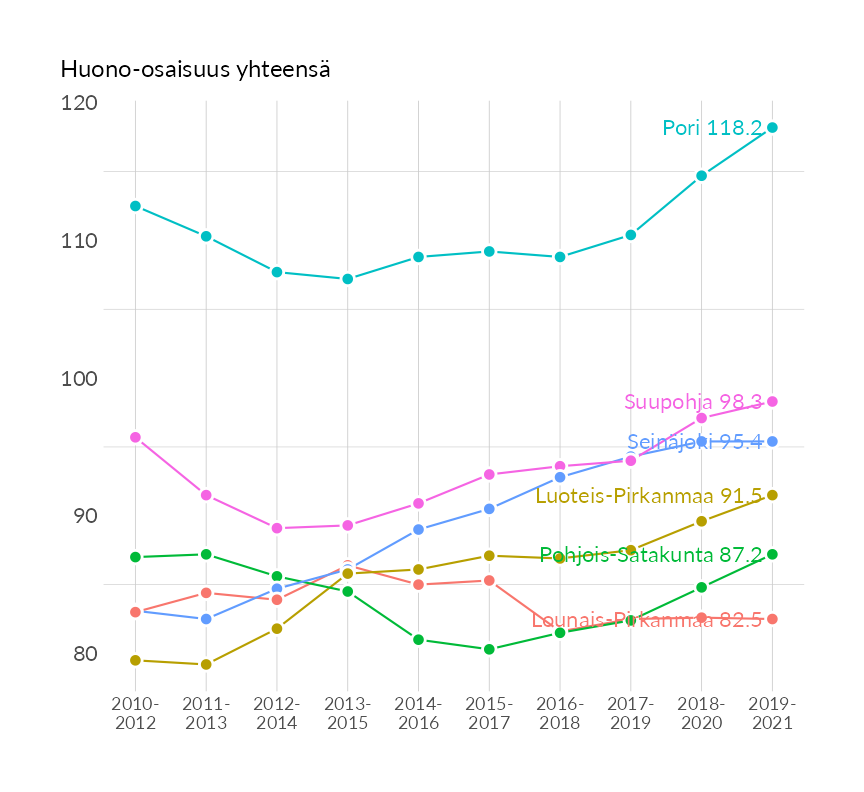 Huono-osaisuus yhteensä
120
Pori 118.2
110
100
Suupohja 98.3
Seinäjoki 95.4
Luoteis-Pirkanmaa 91.5
90
Pohjois-Satakunta 87.2
Lounais-Pirkanmaa 82.5
80
2010- 2011- 2012- 2013- 2014- 2015- 2016- 2017- 2018- 2019-
2012 2013 2014 2015 2016 2017 2018 2019 2020 2021